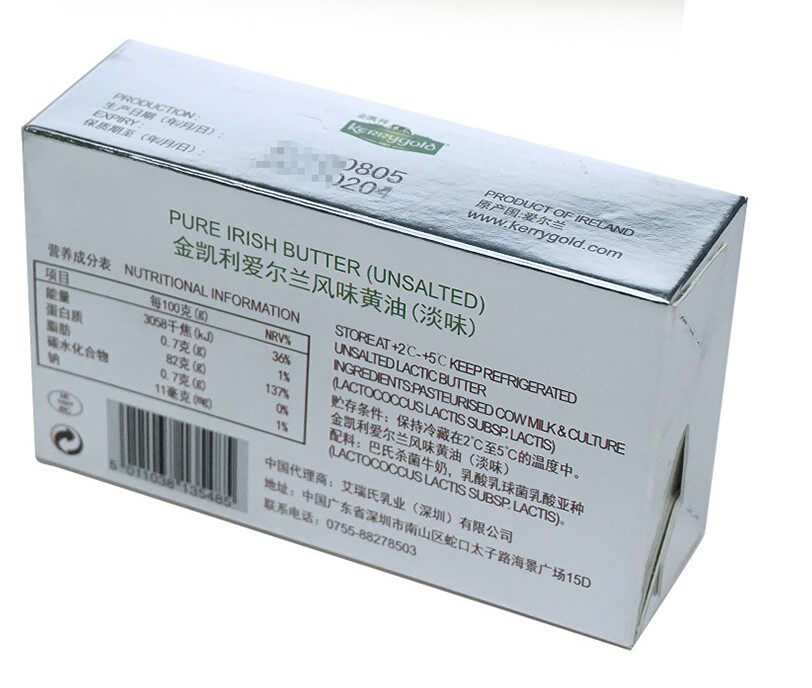 PRODUCTION:
生产日期(年/月/日):
EXPIRY:
保质期至(年/月/日):
金凯利
KERRYGOLD
0805
020
PRODUCT OF IRELAND
原产国:爱尔兰
www.kerrygold.com
PURE IRISH BUTTER (UNSALTED)
金凯利爱尔兰风味黄油(淡味)
营养成分表 NUTRITIONAL INFORMATION
项目 每100克(g) NRV%
能量 3058千焦(kJ) 36%
蛋白质 0.7克(g) 1%
脂肪 82克(g) 137%
碳水化合物 0.7克(g) 0%
钠 11毫克(mg) 1%
STORE AT +2℃-+5℃ KEEP REFRIGERATED
UNSALTED LACTIC BUTTER
INGREDIENTS:PASTEURISED COW MILK & CULTURE
(LACTOCOCCUS LACTIS SUBSP. LACTIS)
贮存条件:保持冷藏在2℃至5℃的温度中。
金凯利爱尔兰风味黄油(淡味)
配料:巴氏杀菌牛奶,乳酸乳球菌乳酸亚种
(LACTOCOCCUS LACTIS SUBSP. LACTIS)。
5 011038 135485
中国代理商:艾瑞氏乳业(深圳)有限公司
地址:中国广东省深圳市南山区蛇口太子路海景广场15D
联系电话:0755-88278503